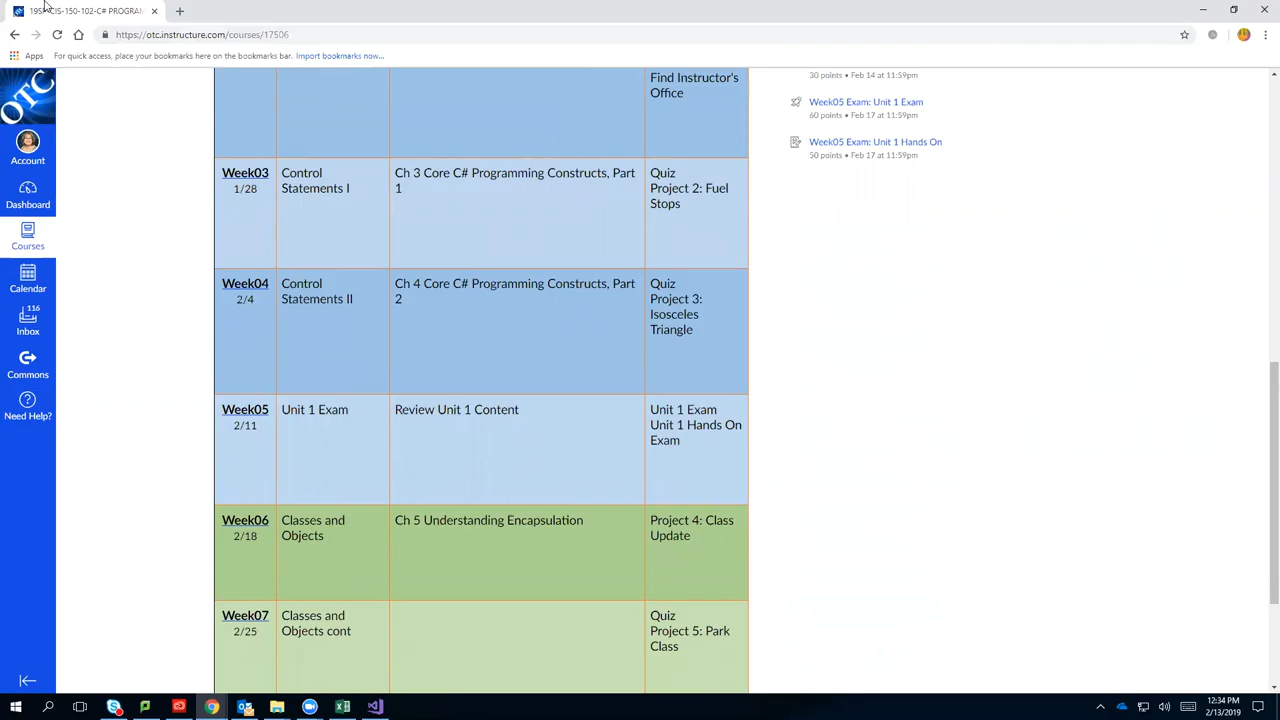 19S CIS-150-102-C# PROGRAM
https://otc.instructure.com/courses/17506
Apps
For quick access, place your bookmarks here on the bookmarks bar. Import bookmarks now...
OTC
Account
Dashboard
Courses
Calendar
116
Inbox
Commons
Need Help?
Find Instructor's
Office
Week03
1/28
Control
Statements I
Ch 3 Core C# Programming Constructs, Part
1
Quiz
Project 2: Fuel
Stops
Week04
2/4
Control
Statements II
Ch 4 Core C# Programming Constructs, Part
2
Quiz
Project 3:
Isosceles
Triangle
Week05
2/11
Unit 1 Exam
Review Unit 1 Content
Unit 1 Exam
Unit 1 Hands On
Exam
Week06
2/18
Classes and
Objects
Ch 5 Understanding Encapsulation
Project 4: Class
Update
Week07
2/25
Classes and
Objects cont
Quiz
Project 5: Park
Class
30 points • Feb 14 at 11:59pm
Week05 Exam: Unit 1 Exam
60 points • Feb 17 at 11:59pm
Week05 Exam: Unit 1 Hands On
50 points • Feb 17 at 11:59pm
12:34 PM
2/13/2019